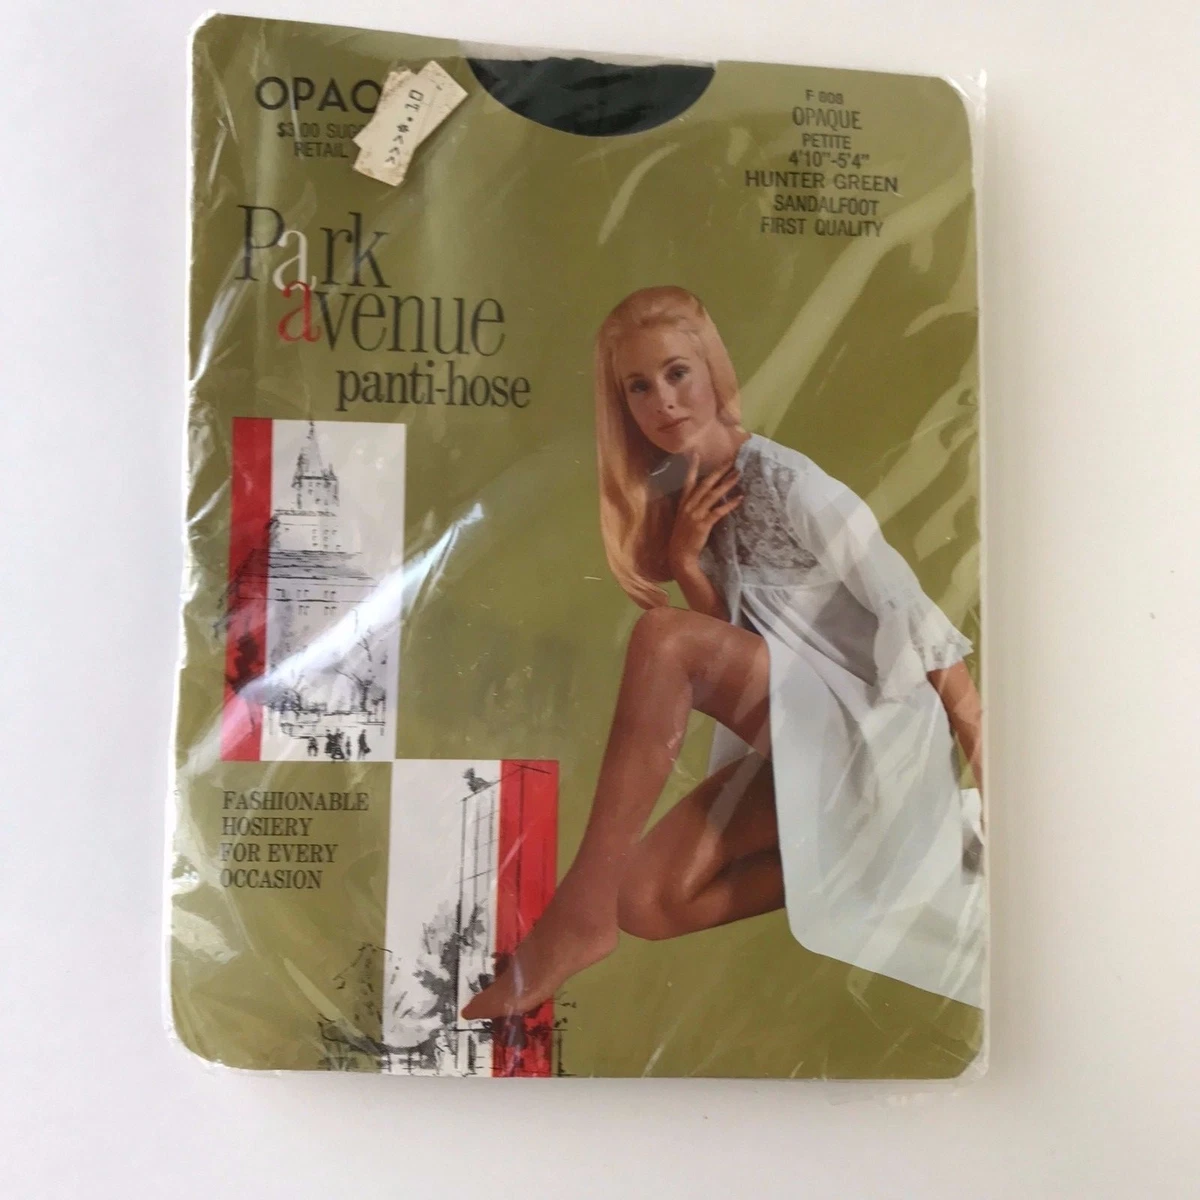 OPAQ
$3.00 SUG
RETAIL
F 808
OPAQUE
PETITE
4'10"-5'4"
HUNTER GREEN
SANDALFOOT
FIRST QUALITY
Park
avenue
panti-hose
FASHIONABLE
HOSIERY
FOR EVERY
OCCASION